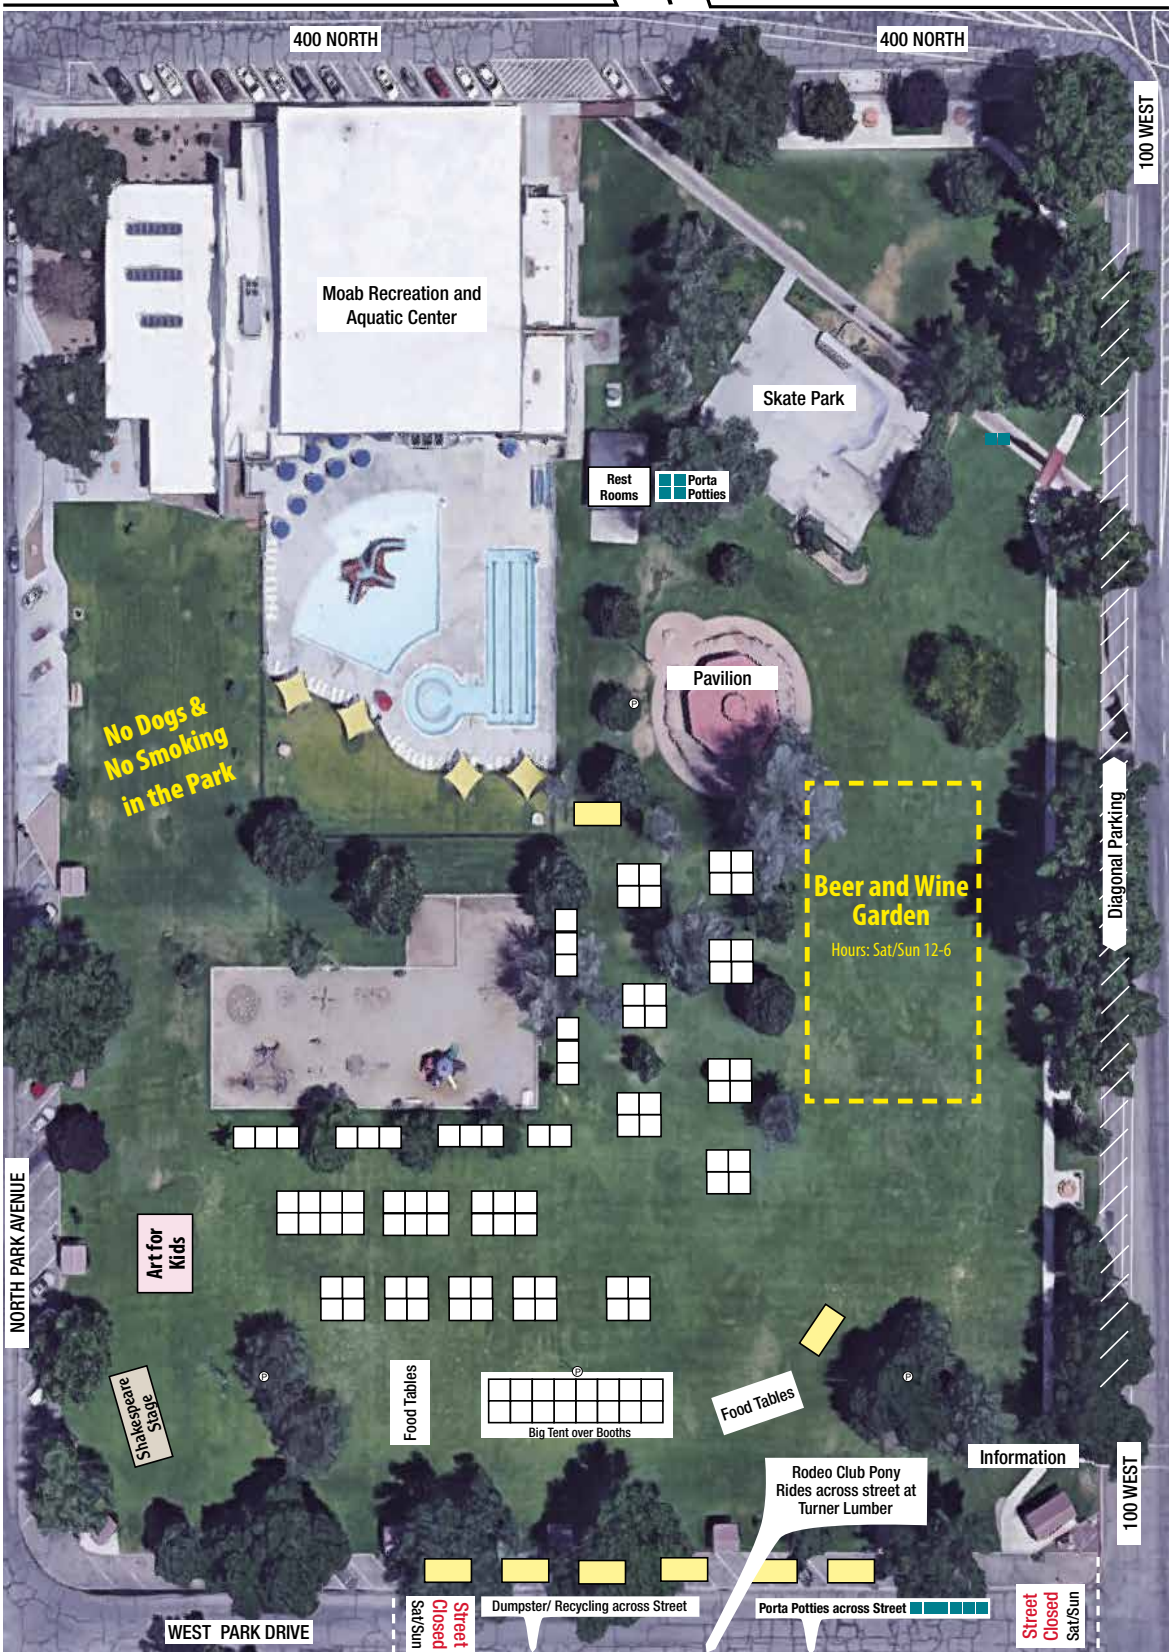 400 NORTH
400 NORTH
100 WEST
Moab Recreation and
Aquatic Center
Skate Park
Rest
Rooms
Porta
Potties
Pavilion
No Dogs &
No Smoking
in the Park
Diagonal Parking
Beer and Wine
Garden
Hours: Sat/Sun 12-6
NORTH PARK AVENUE
Art for
Kids
Shakespeare
Stage
P
P
P
P
Food Tables
Big Tent over Booths
Food Tables
Information
100 WEST
Rodeo Club Pony
Rides across street at
Turner Lumber
WEST PARK DRIVE
Street
Closed
Sat/Sun
Dumpster/ Recycling across Street
Porta Potties across Street
Street
Closed
Sat/Sun